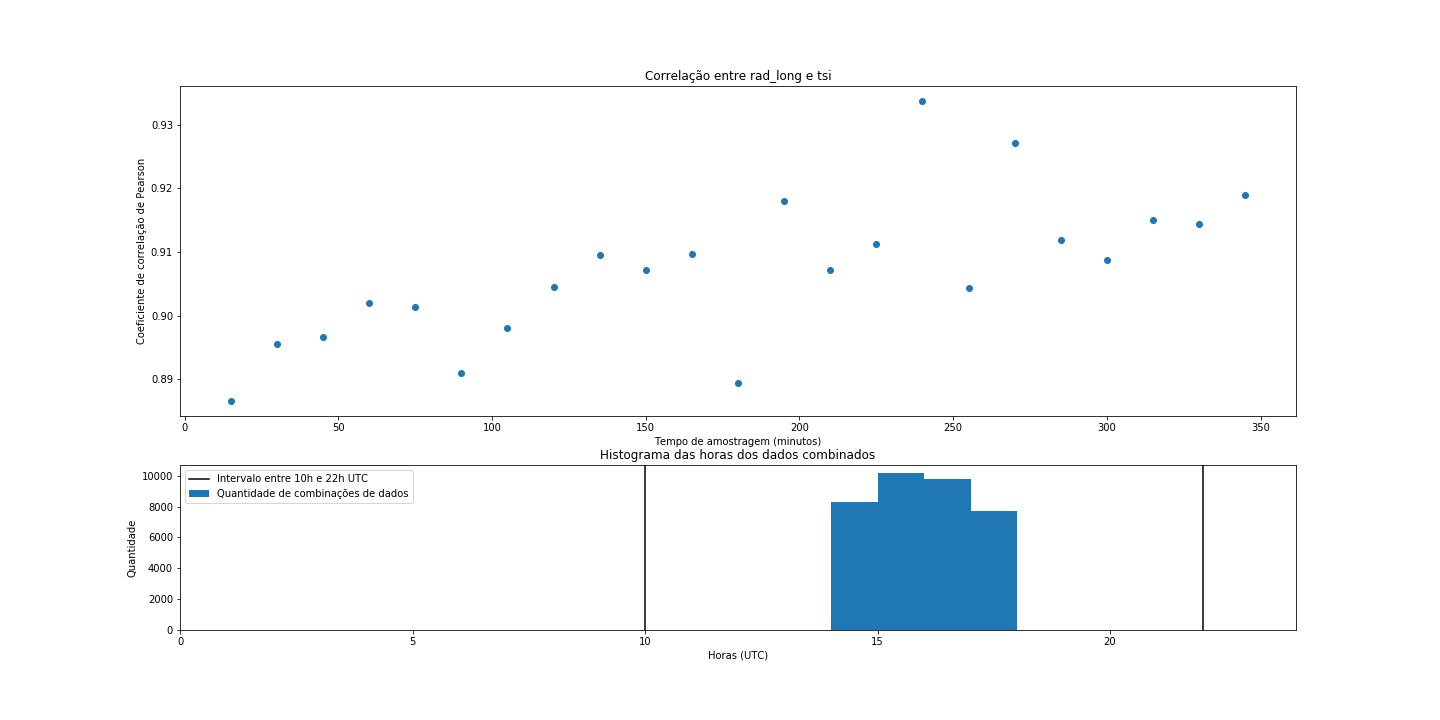 Correlação entre rad_long e tsi
Coeficiente de correlação de Pearson
0.93
0.92
0.91
0.90
0.89
0 50 100 150 200 250 300 350
Tempo de amostragem (minutos)
Histograma das horas dos dados combinados
Quantidade
10000
8000
6000
4000
2000
0
Intervalo entre 10h e 22h UTC
Quantidade de combinações de dados
0 5 10 15 20
Horas (UTC)